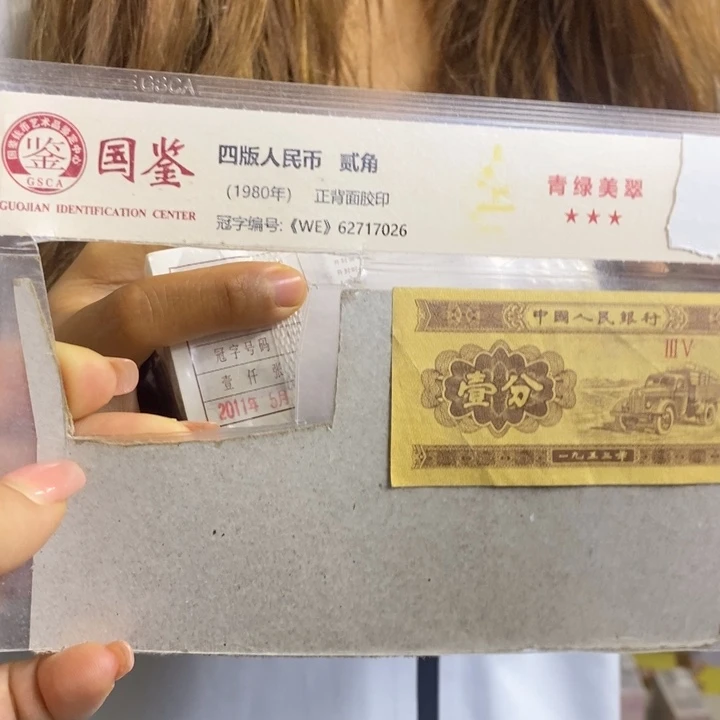 GSCA
国鉴
GSCA
鉴
GUOJIAN IDENTIFICATION CENTER
四版人民币 贰角
(1980年) 正背面胶印
冠字编号:《WE》62717026
青绿美翠
★★★
冠字号码
壹仟张
2011年 5月
中國人民銀行
III V
壹分
一九五三年